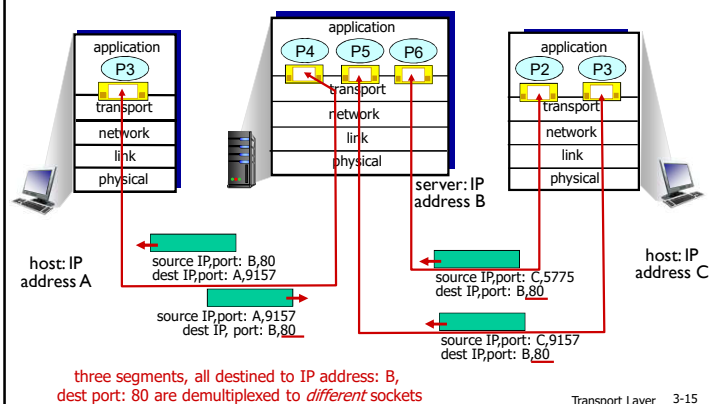 application
P3
transport
network
link
physical
host: IP
address A
application
P4 P5 P6
transport
network
link
physical
server: IP
address B
application
P2 P3
transport
network
link
physical
host: IP
address C
source IP,port: B,80
dest IP,port: A,9157
source IP,port: A,9157
dest IP, port: B,80
source IP,port: C,5775
dest IP,port: B,80
source IP,port: C,9157
dest IP,port: B,80
three segments, all destined to IP address: B,
dest port: 80 are demultiplexed to different sockets
Transport Layer 3-15